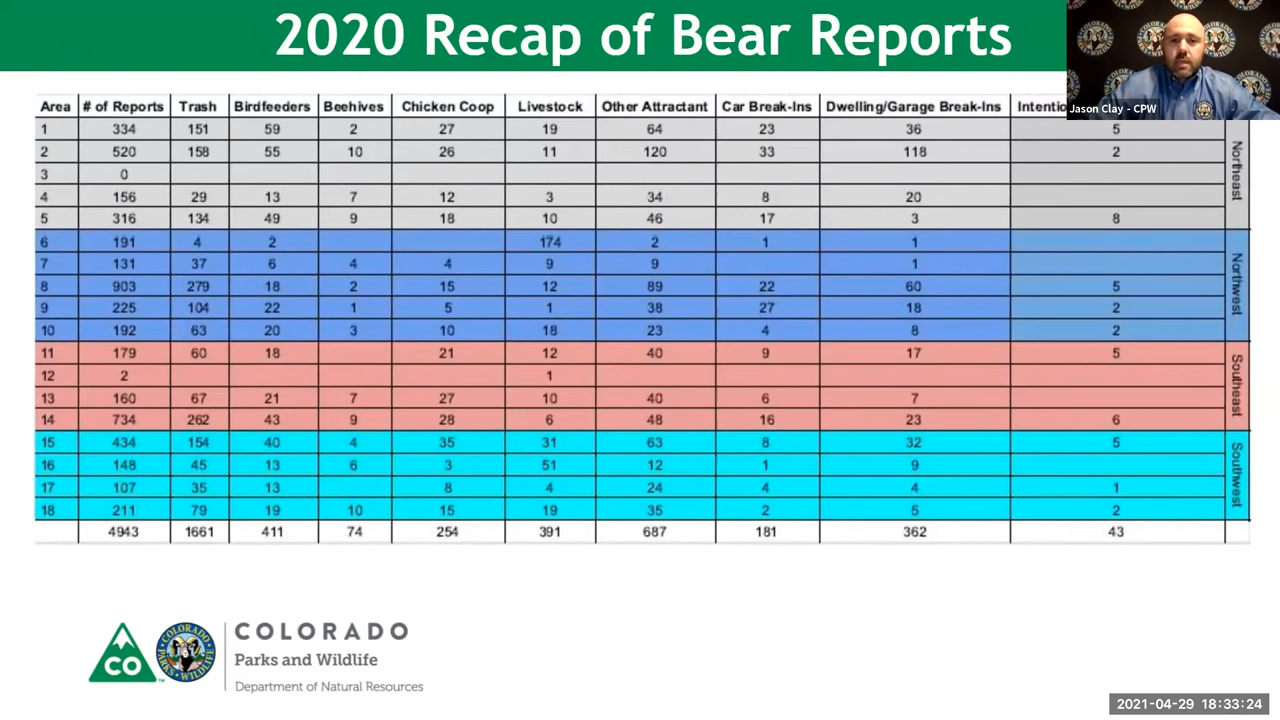 2020 Recap of Bear Reports
Jason Clay - CPW
Area # of Reports Trash Birdfeeders Beehives Chicken Coop Livestock Other Attractant Car Break-Ins Dwelling/Garage Break-Ins
1 334 151 59 2 27 19 64 23 36 5
2 520 158 55 10 26 11 120 33 118 2
3 0
4 156 29 13 7 12 3 34 8 20
5 316 134 49 9 18 10 46 17 3 8
Northeast
6 191 4 2 174 2 1 1
7 131 37 6 4 4 9 9 1
8 903 279 18 2 15 12 89 22 60 5
9 225 104 22 1 5 1 38 27 18 2
10 192 63 20 3 10 18 23 4 8 2
Northwest
11 179 60 18 21 12 40 9 17 5
12 2 1
13 160 67 21 7 27 10 40 6 7
14 734 262 43 9 28 6 48 16 23 6
Southeast
15 434 154 40 4 35 31 63 8 32 5
16 148 45 13 6 3 51 12 1 9
17 107 35 13 8 4 24 4 4 1
18 211 79 19 10 15 19 35 2 5 2
Southwest
4943 1661 411 74 254 391 687 181 362 43
CO
COLORADO
PARKS AND WILDLIFE
COLORADO
Parks and Wildlife
Department of Natural Resources
2021-04-29 18:33:24